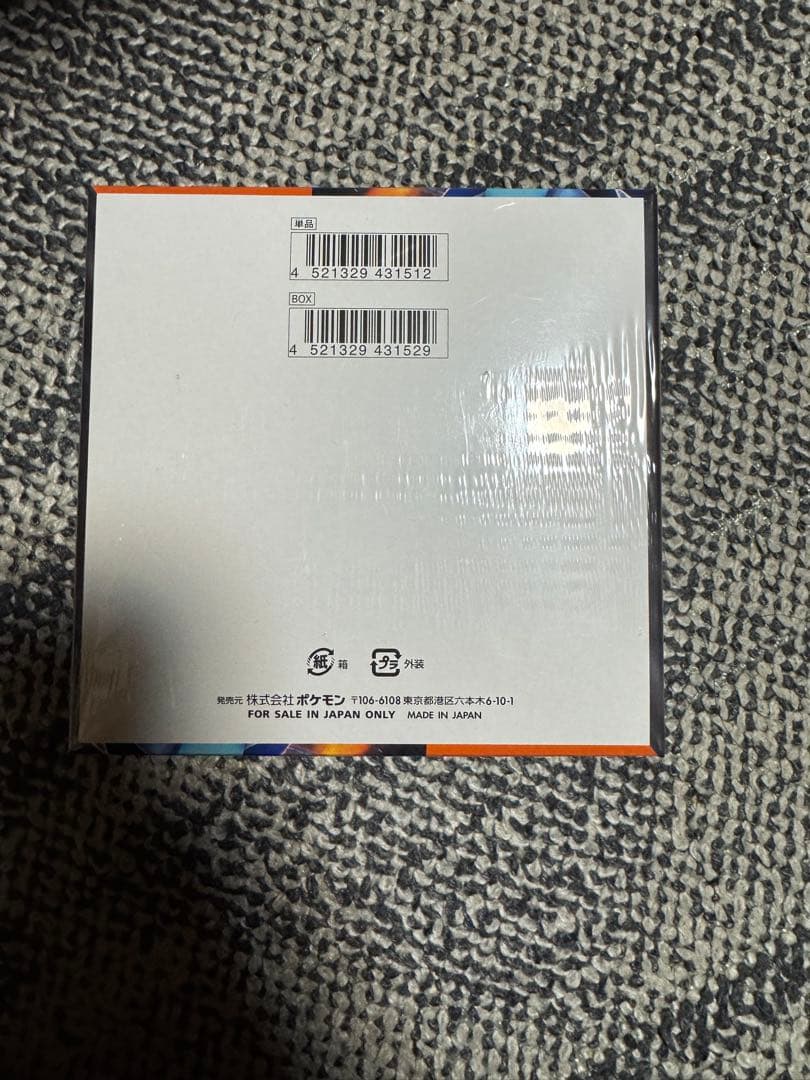 単品
4 521329 431512
BOX
4 521329 431529
紙 箱 プラ 外装
発売元 株式会社ポケモン 〒106-6108 東京都港区六本木6-10-1
FOR SALE IN JAPAN ONLY MADE IN JAPAN